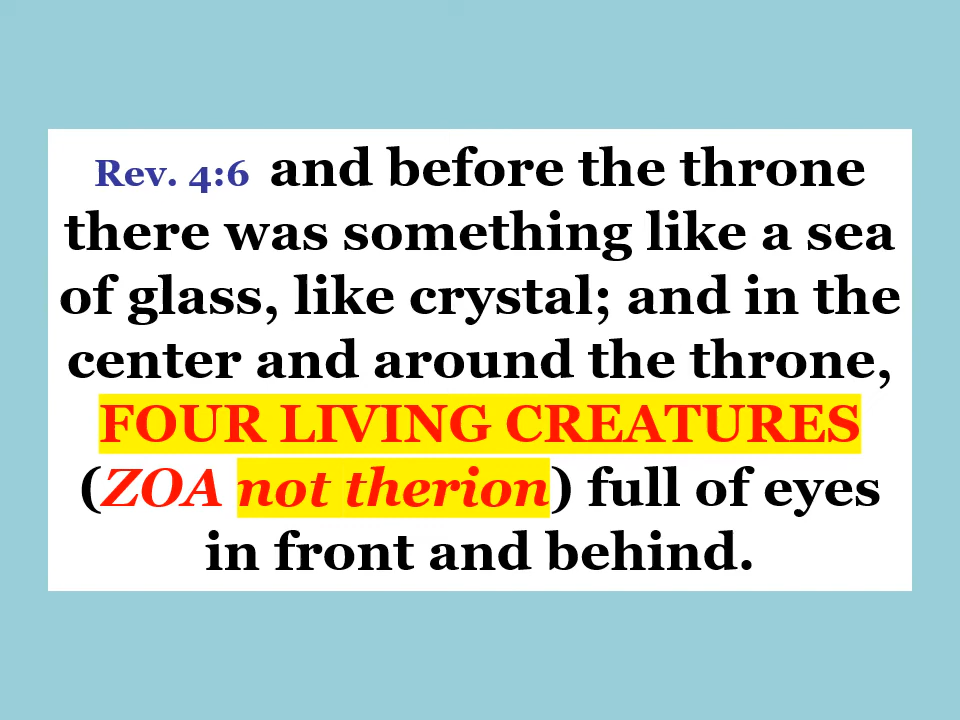 Rev. 4:6 and before the throne
there was something like a sea
of glass, like crystal; and in the
center and around the throne,
FOUR LIVING CREATURES
(ZOA not therion) full of eyes
in front and behind.